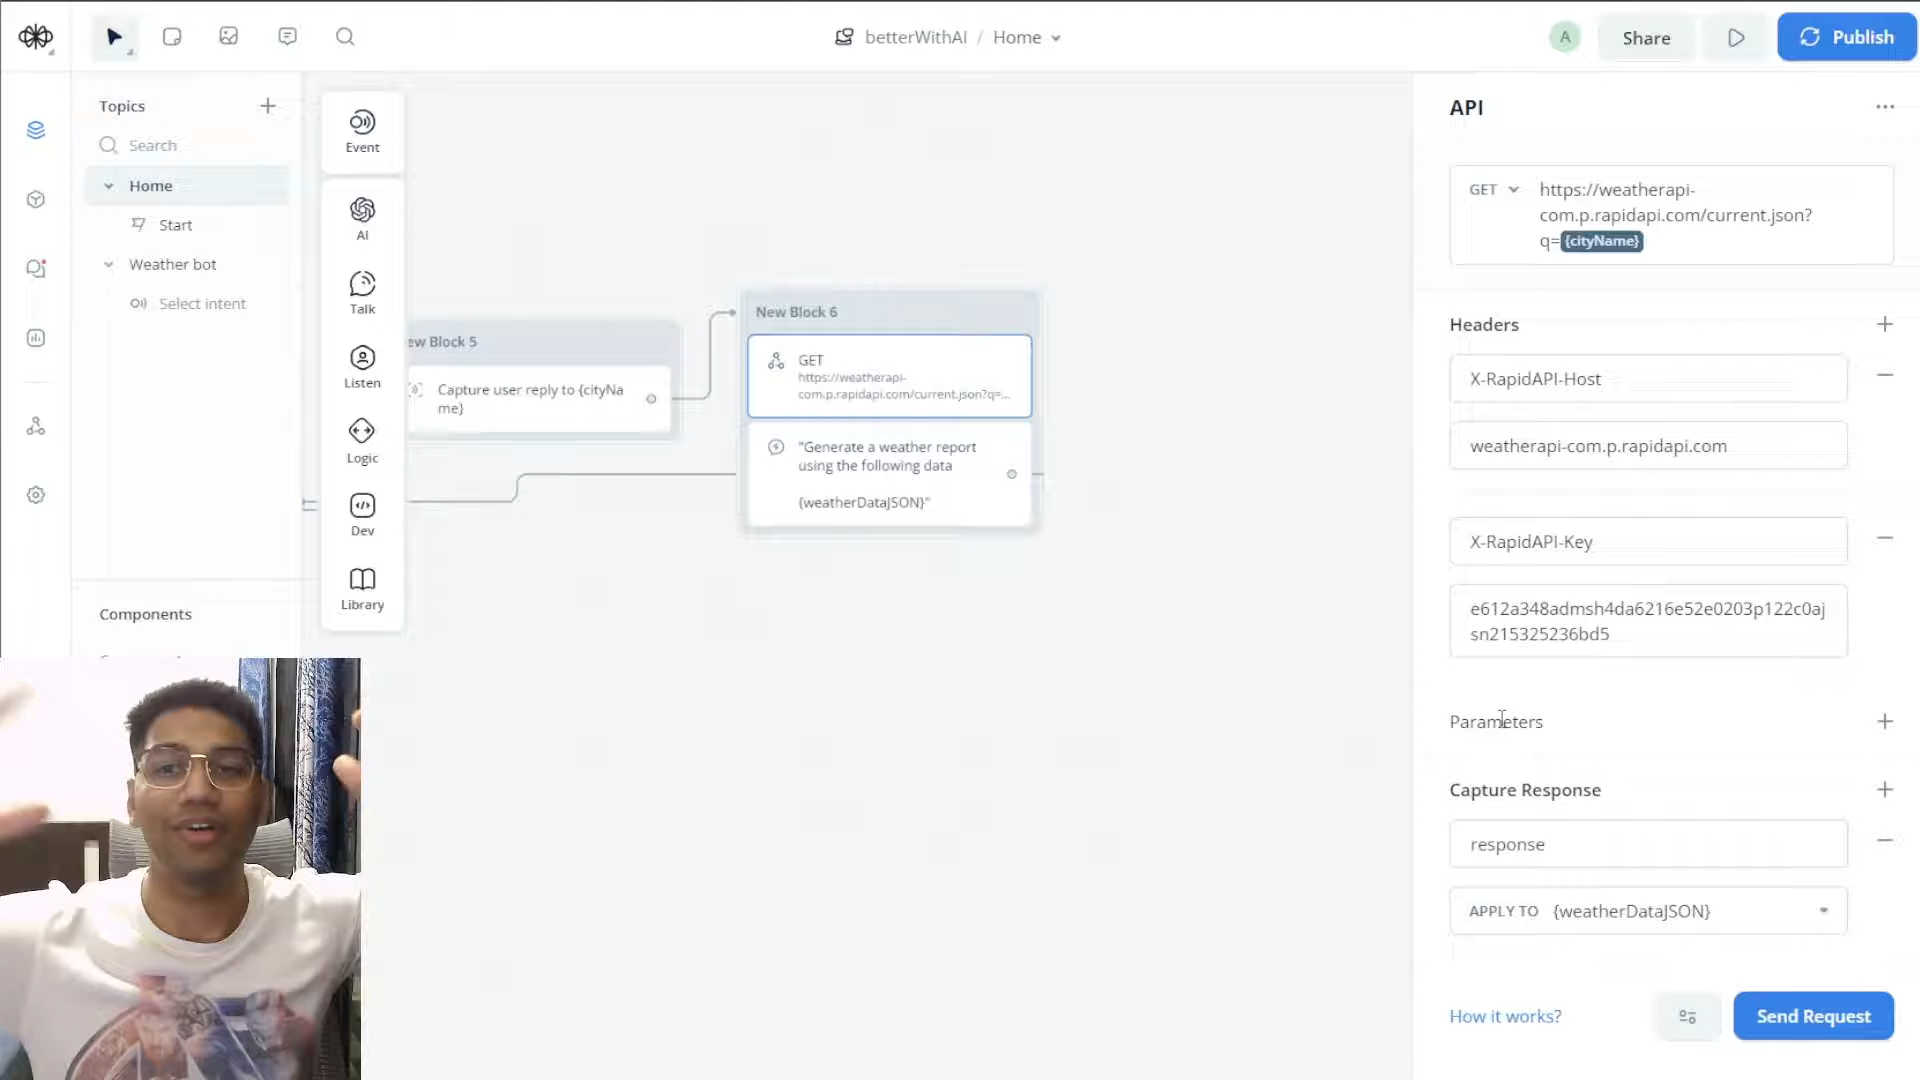 betterWithAI / Home
A
Share
Publish
Topics
Search
Home
Start
Weather bot
Select intent
Components
Event
AI
Talk
Listen
Logic
Dev
Library
ew Block 5
Capture user reply to {cityNa
me}
New Block 6
GET
https://weatherapi-
com.p.rapidapi.com/current.json?q=...
"Generate a weather report
using the following data
{weatherDataJSON}"
API
GET
https://weatherapi-
com.p.rapidapi.com/current.json?
q={cityName}
Headers
X-RapidAPI-Host
weatherapi-com.p.rapidapi.com
X-RapidAPI-Key
e612a348admsh4da6216e52e0203p122c0aj
sn215325236bd5
Parameters
Capture Response
response
APPLY TO {weatherDataJSON}
How it works?
Send Request